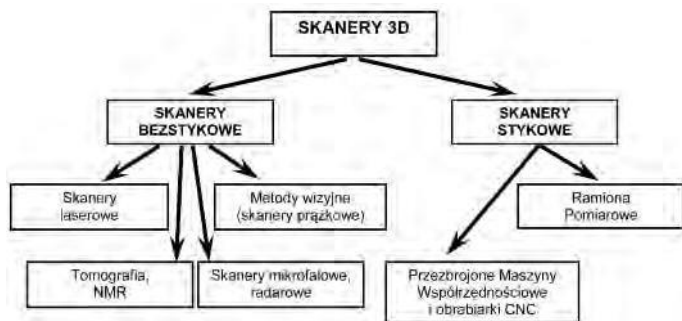 SKANERY 3D
SKANERY
BEZSTYKOWE
SKANERY
STYKOWE
Skanery
laserowe
Metody wizyjne
(skanery prążkowe)
Ramiona
Pomiarowe
Tomografia,
NMR
Skanery mikrofalowe,
radarowe
Przezbrojone Maszyny
Współrzędnościowe
i obrabiarki CNC